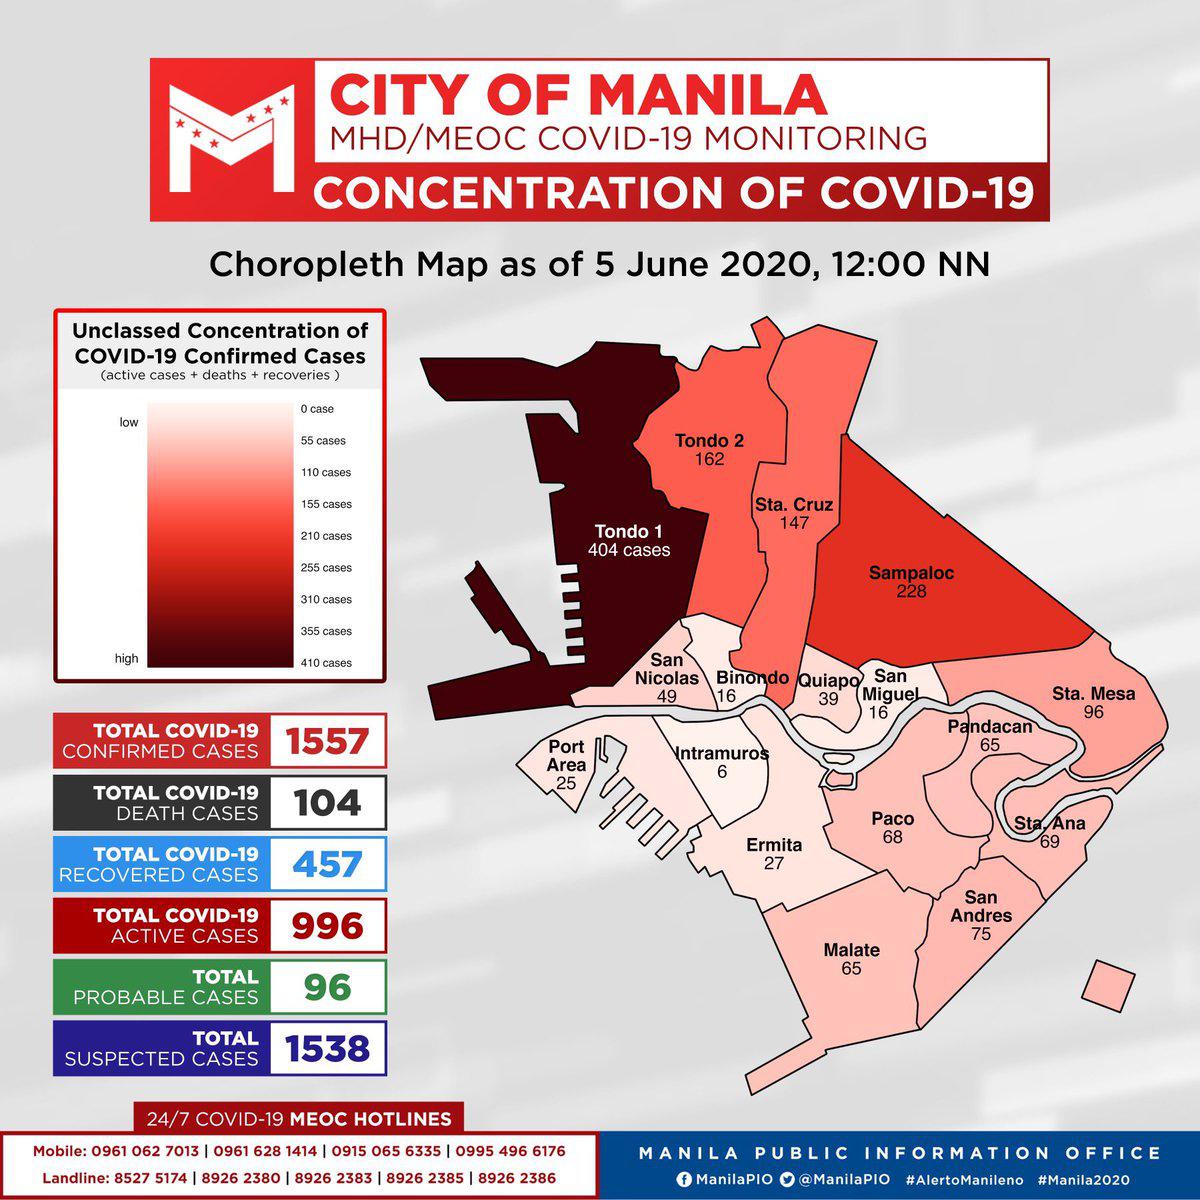 CITY OF MANILA
MHD/MEOC COVID-19 MONITORING
CONCENTRATION OF COVID-19
Choropleth Map as of 5 June 2020, 12:00 NN
Unclassed Concentration of
COVID-19 Confirmed Cases
(active cases + deaths + recoveries )
low
high
0 case
55 cases
110 cases
155 cases
210 cases
255 cases
310 cases
355 cases
410 cases
TOTAL COVID-19
CONFIRMED CASES
1557
TOTAL COVID-19
DEATH CASES
104
TOTAL COVID-19
RECOVERED CASES
457
TOTAL COVID-19
ACTIVE CASES
996
TOTAL
PROBABLE CASES
96
TOTAL
SUSPECTED CASES
1538
Tondo 2
162
Sta. Cruz
147
Tondo 1
404 cases
Sampaloc
228
San
Nicolas
49
Binondo
16
Quiapo
39
San
Miguel
16
Sta. Mesa
96
Pandacan
65
Port
Area
25
Intramuros
6
Ermita
27
Paco
68
Sta. Ana
69
San
Andres
75
Malate
65
24/7 COVID-19 MEOC HOTLINES
Mobile: 0961 062 7013 | 0961 628 1414 | 0915 065 6335 | 0995 496 6176
Landline: 8527 5174 | 8926 2380 | 8926 2383 | 8926 2385 | 8926 2386
MANILA PUBLIC INFORMATION OFFICE
ManilaPIO @ManilaPIO #AlertoManileno #Manila2020